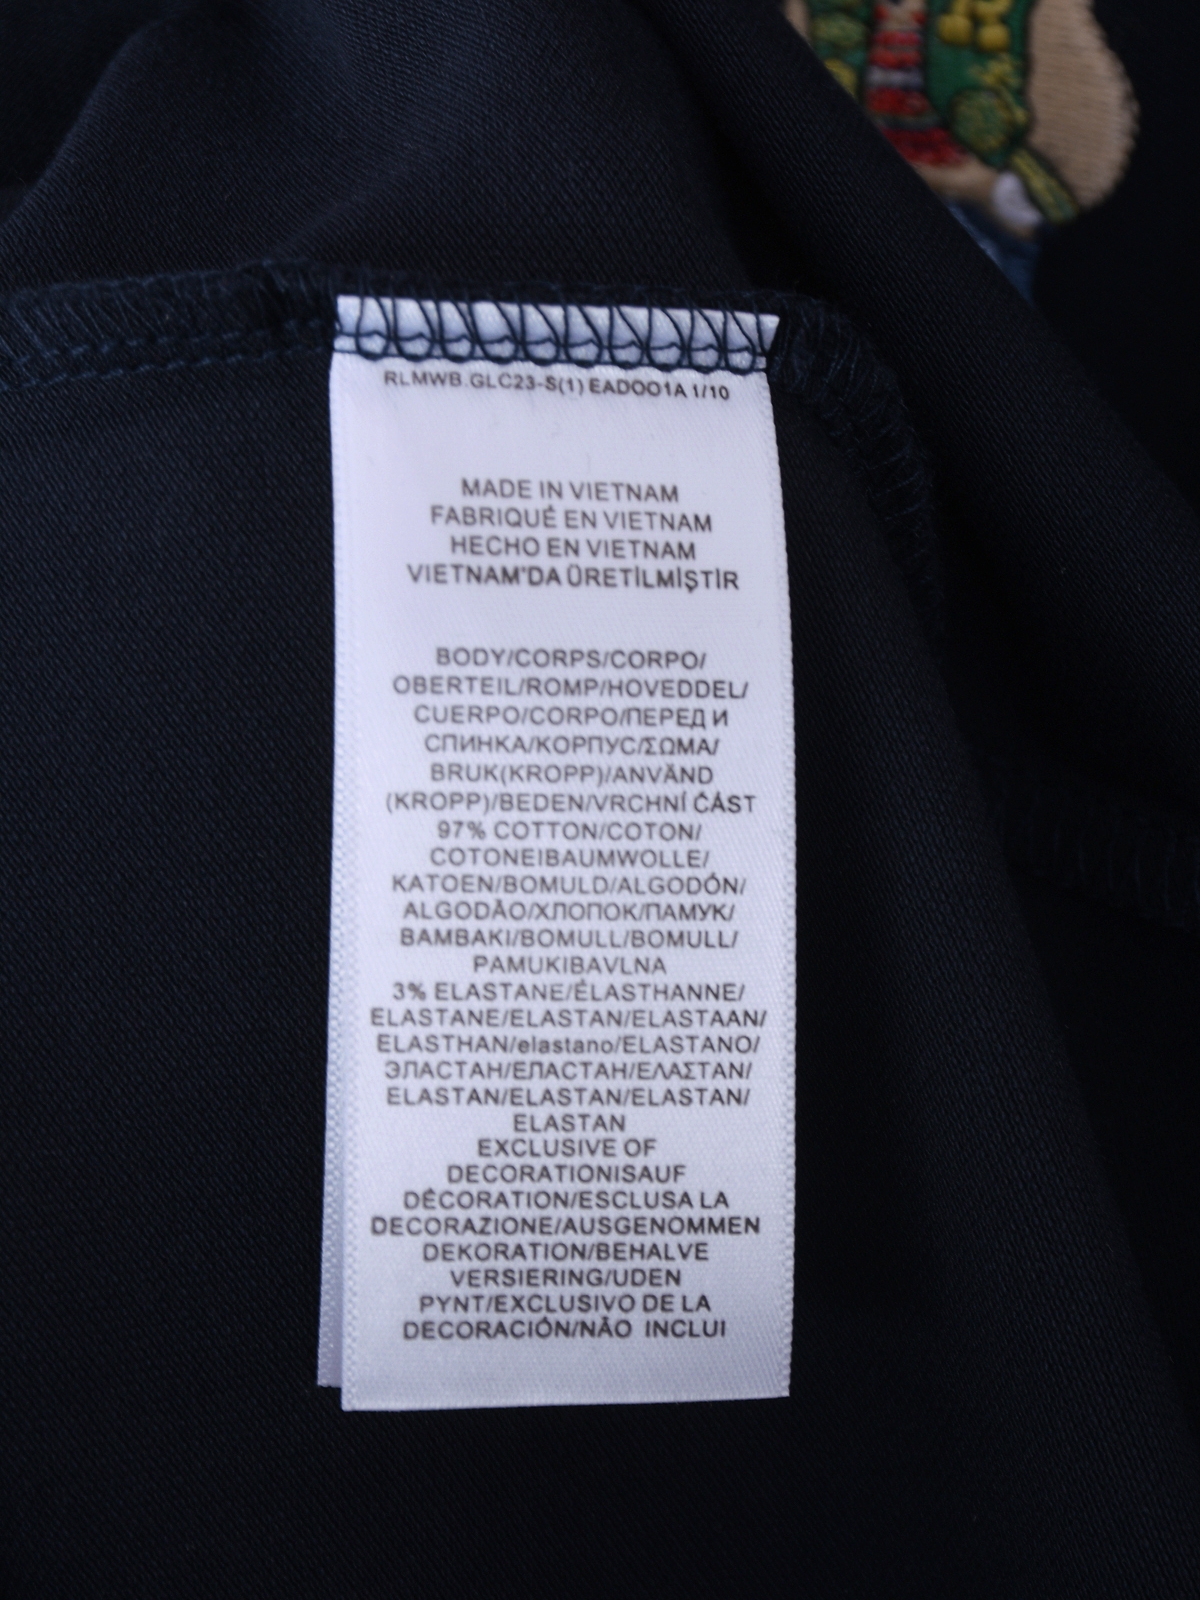 RLMWB.GLC23-S(1) EADOO1A 1/10
MADE IN VIETNAM
FABRIQUÉ EN VIETNAM
HECHO EN VIETNAM
VIETNAM'DA ÜRETİLMİŞTİR
BODY/CORPS/CORPO/
OBERTEIL/ROMP/HOVEDDEL/
CUERPO/CORPO/ПЕРЕД И
СПИНКА/КОРПУС/ΣΩΜΑ/
BRUK(KROPP)/ANVÄND
(KROPP)/BEDEN/VRCHNÍ ČÁST
97% COTTON/COTON/
COTONEIBAUMWOLLE/
KATOEN/BOMULD/ALGODÓN/
ALGODÃO/ХЛОПОК/ПАМУК/
BAMBAKI/BOMULL/BOMULL/
PAMUKIBAVLNA
3% ELASTANE/ÉLASTHANNE/
ELASTANE/ELASTAN/ELASTAAN/
ELASTHAN/elastano/ELASTANO/
ЭЛАСТАН/ЕЛАСТАН/ΕΛΑΣΤΑΝ/
ELASTAN/ELASTAN/ELASTAN/
ELASTAN
EXCLUSIVE OF
DECORATIONISAUF
DÉCORATION/ESCLUSA LA
DECORAZIONE/AUSGENOMMEN
DEKORATION/BEHALVE
VERSIERING/UDEN
PYNT/EXCLUSIVO DE LA
DECORACIÓN/NÃO INCLUI